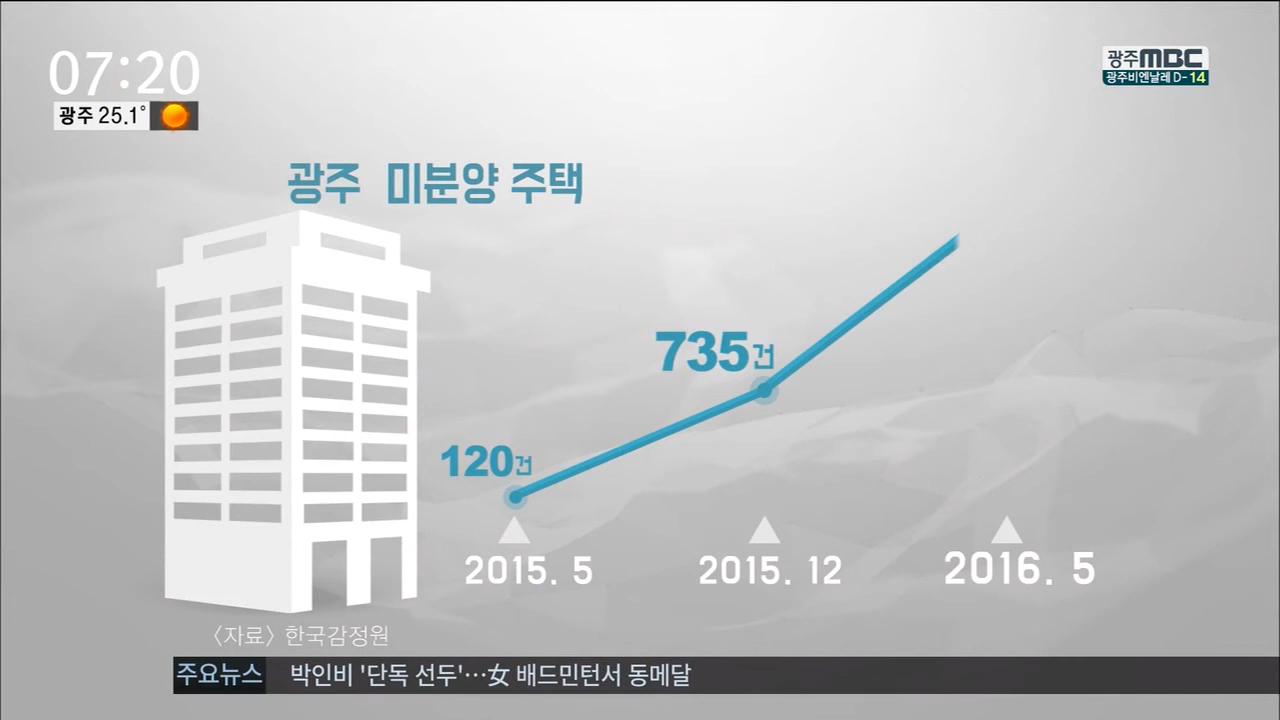 07:20
광주 25.1°
광주MBC
광주비엔날레 D-14
광주 미분양 주택
735건
120건
2015. 5
2015. 12
2016. 5
〈자료〉 한국감정원
주요뉴스 박인비 '단독 선두'…女 배드민턴서 동메달